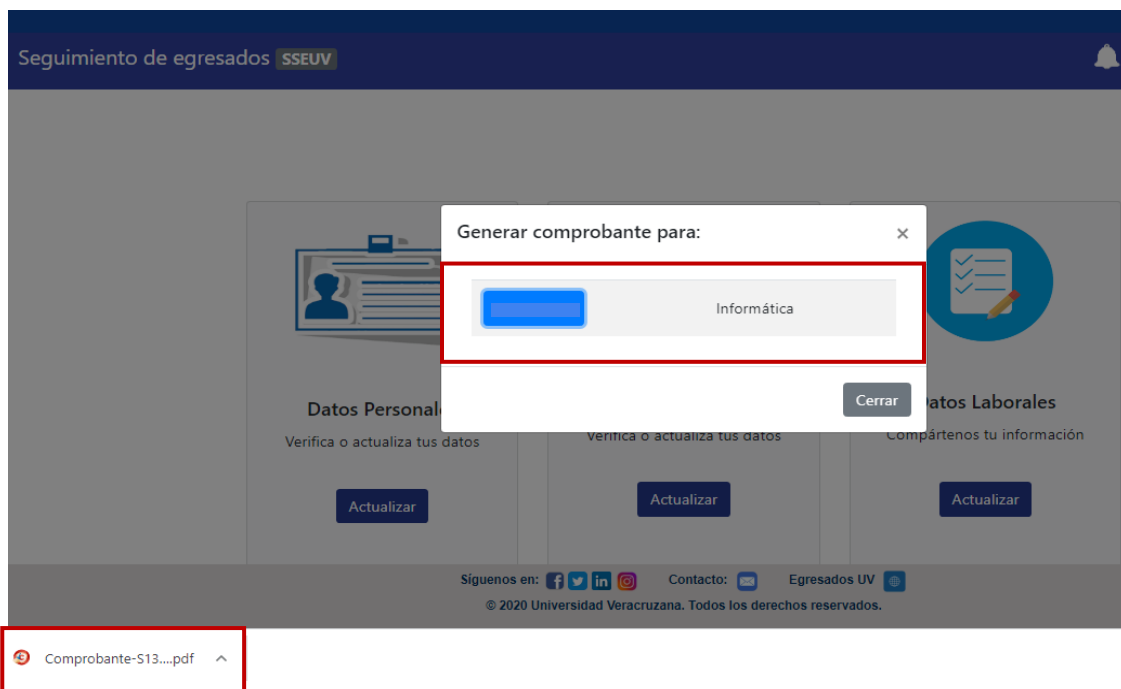 Seguimiento de egresados SSEUV
Generar comprobante para:
×
Informática
Cerrar
Datos Personal
Verifica o actualiza tus datos
Actualizar
Verifica o actualiza tus datos
Actualizar
atos Laborales
Compártenos tu información
Actualizar
Síguenos en: Contacto: Egresados UV
© 2020 Universidad Veracruzana. Todos los derechos reservados.
Comprobante-S13....pdf